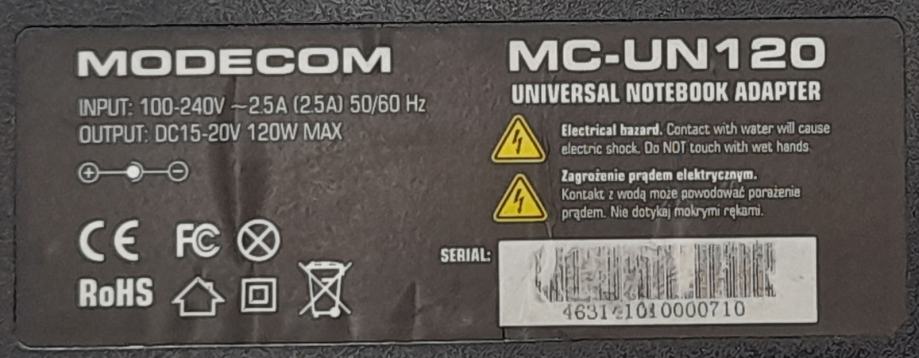 MODECOM
INPUT: 100-240V ~2.5A (2.5A) 50/60 Hz
OUTPUT: DC15-20V 120W MAX
CE FC
RoHS
MC-UN120
UNIVERSAL NOTEBOOK ADAPTER
Electrical hazard. Contact with water will cause
electric shock. Do NOT touch with wet hands
Zagrożenie prądem elektrycznym.
Kontakt z wodą może powodować porażenie
prądem. Nie dotykaj mokrymi rękami.
SERIAL: